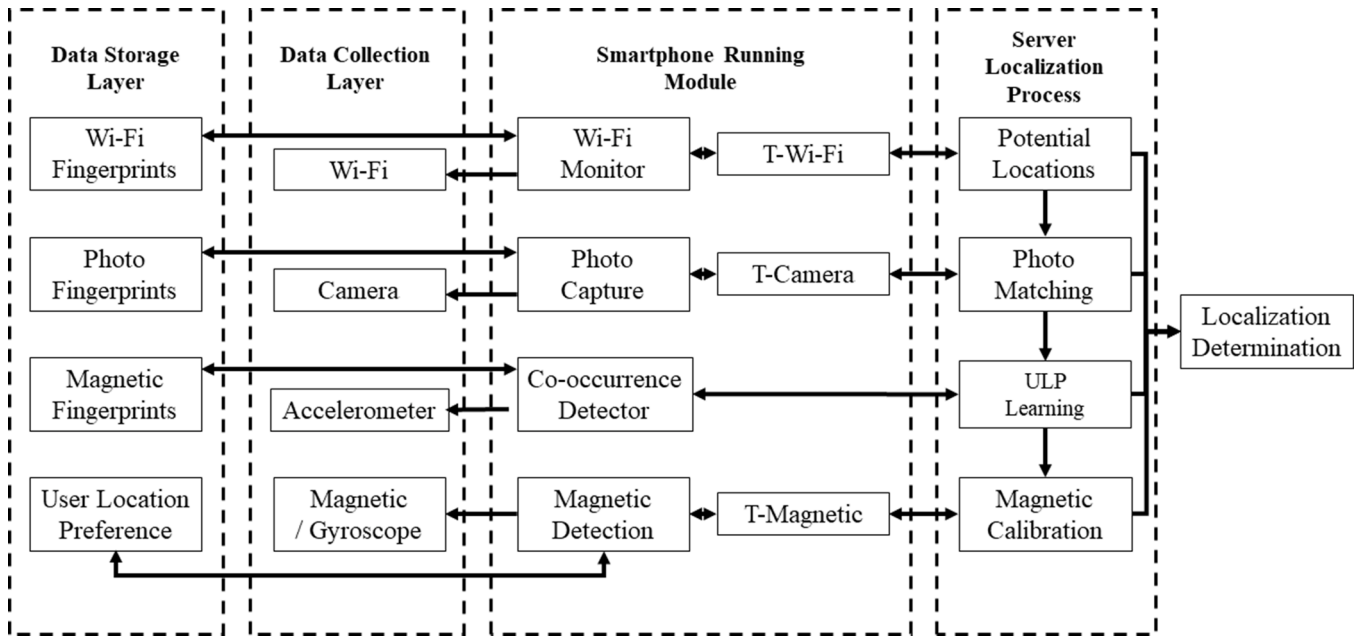 Data Storage
Layer
Wi-Fi
Fingerprints
Photo
Fingerprints
Magnetic
Fingerprints
User Location
Preference
Data Collection
Layer
Wi-Fi
Camera
Accelerometer
Magnetic
/ Gyroscope
Smartphone Running
Module
Wi-Fi
Monitor
T-Wi-Fi
Photo
Capture
T-Camera
Co-occurrence
Detector
Magnetic
Detection
T-Magnetic
Server
Localization
Process
Potential
Locations
Photo
Matching
ULP
Learning
Magnetic
Calibration
Localization
Determination